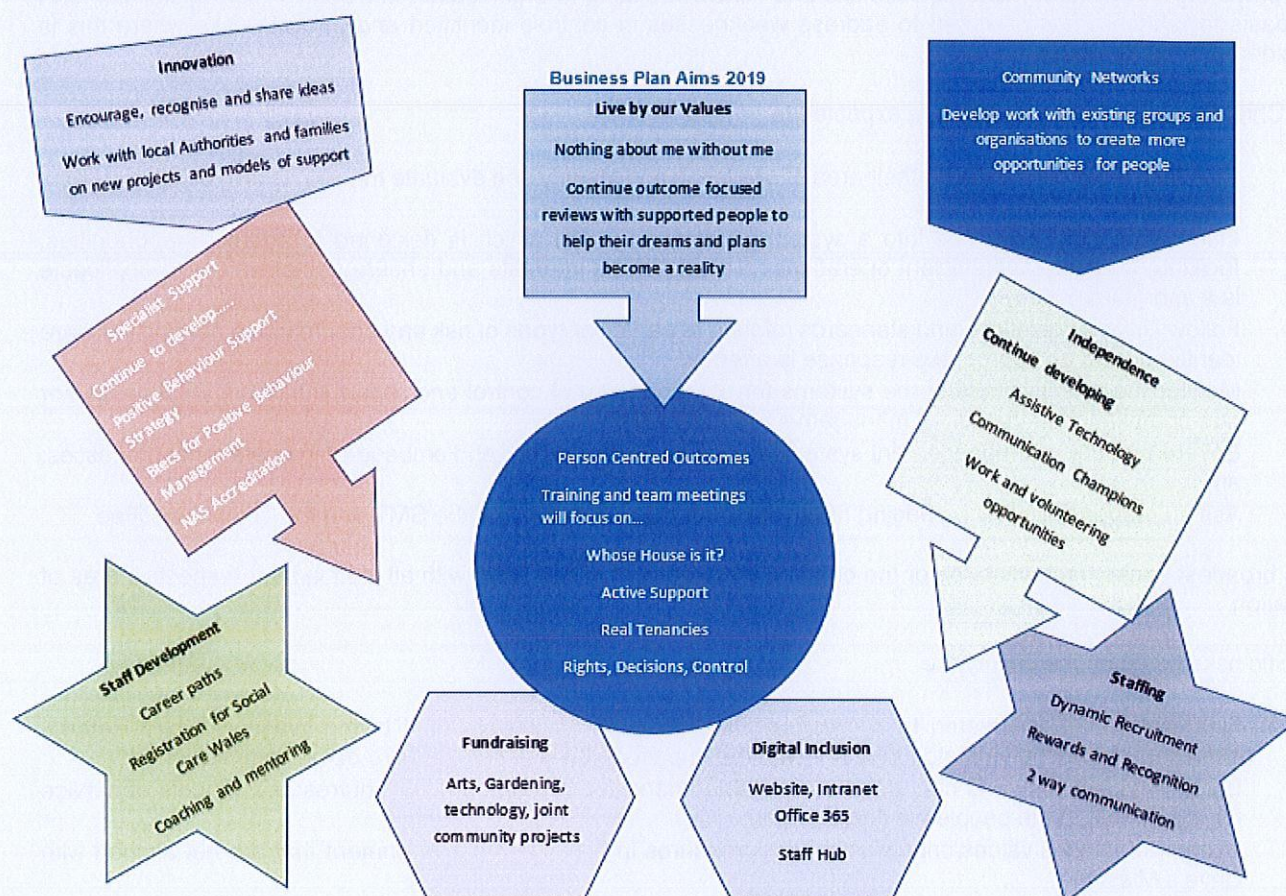 Innovation
Encourage, recognise and share ideas
Work with local Authorities and families
on new projects and models of support
Business Plan Aims 2019
Live by our Values
Nothing about me without me
Continue outcome focused
reviews with supported people to
help their dreams and plans
become a reality
Community Networks
Develop work with existing groups and
organisations to create more
opportunities for people
Specialist Support
Continue to develop....
Positive Behaviour Support
Strategy
Btecs for Positive Behaviour
Management
NAS Accreditation
Person Centred Outcomes
Training and team meetings
will focus on...
Whose House is it?
Active Support
Real Tenancies
Rights, Decisions, Control
Independence
Continue developing
Assistive Technology
Communication Champions
Work and volunteering
opportunities
Staff Development
Career paths
Registration for Social
Care Wales
Coaching and mentoring
Fundraising
Arts, Gardening,
technology, joint
community projects
Digital Inclusion
Website, Intranet
Office 365
Staff Hub
Staffing
Dynamic Recruitment
Rewards and Recognition
2 way communication